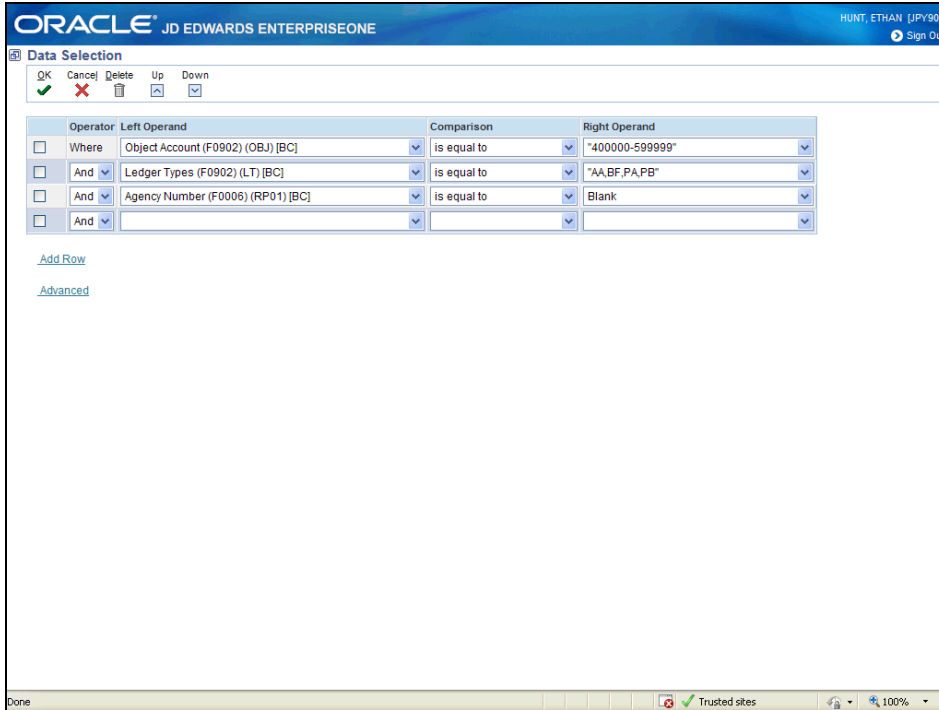 ORACLE® JD EDWARDS ENTERPRISEONE
HUNT, ETHAN [JPY90
Sign Ou
Data Selection
OK Cancel Delete Up Down
Operator Left Operand Comparison Right Operand
Where Object Account (F0902) (OBJ) [BC] is equal to "400000-599999"
And Ledger Types (F0902) (LT) [BC] is equal to "AA,BF,PA,PB"
And Agency Number (F0006) (RP01) [BC] is equal to Blank
And
Add Row
Advanced
Done Trusted sites 100%